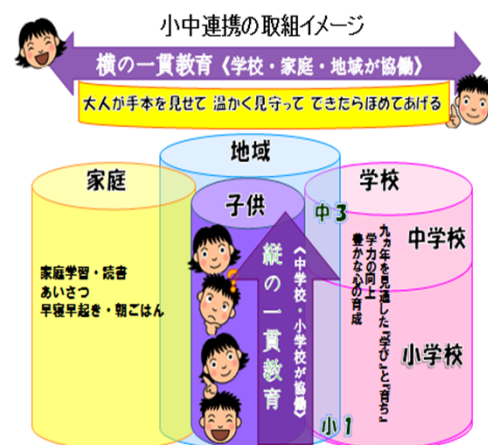 小中連携の取組イメージ
横の一貫教育《学校・家庭・地域が協働》
大人が手本を見せて 温かく見守って できたらほめてあげる
地域
家庭
学校
子供
中3
中学校
小学校
九カ年を見通した『学び』と『育ち』
学力の向上
豊かな心の育成
《中学校・小学校が協働》
縦の一貫教育
家庭学習・読書
あいさつ
早寝早起き・朝ごはん
小1